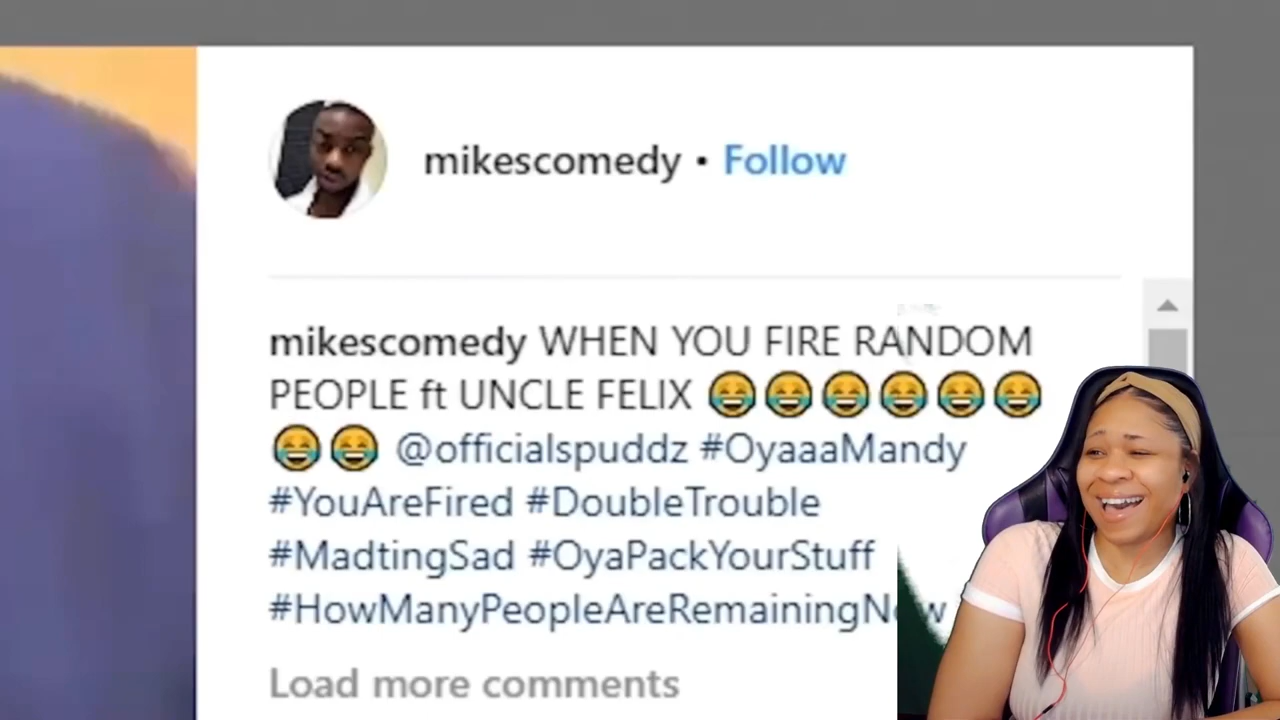 mikescomedy • Follow
mikescomedy WHEN YOU FIRE RANDOM
PEOPLE ft UNCLE FELIX 😂😂😂😂😂😂
😂😂 @officialspuddz #OyaaaMandy
#YouAreFired #DoubleTrouble
#MadtingSad #OyaPackYourStuff
#HowManyPeopleAreRemainingNow
Load more comments